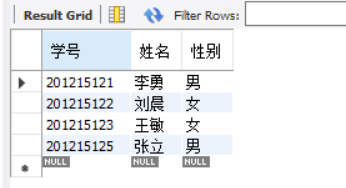 Result Grid Filter Rows:
学号 姓名 性别
201215121 李勇 男
201215122 刘晨 女
201215123 王敏 女
201215125 张立 男
NULL NULL NULL